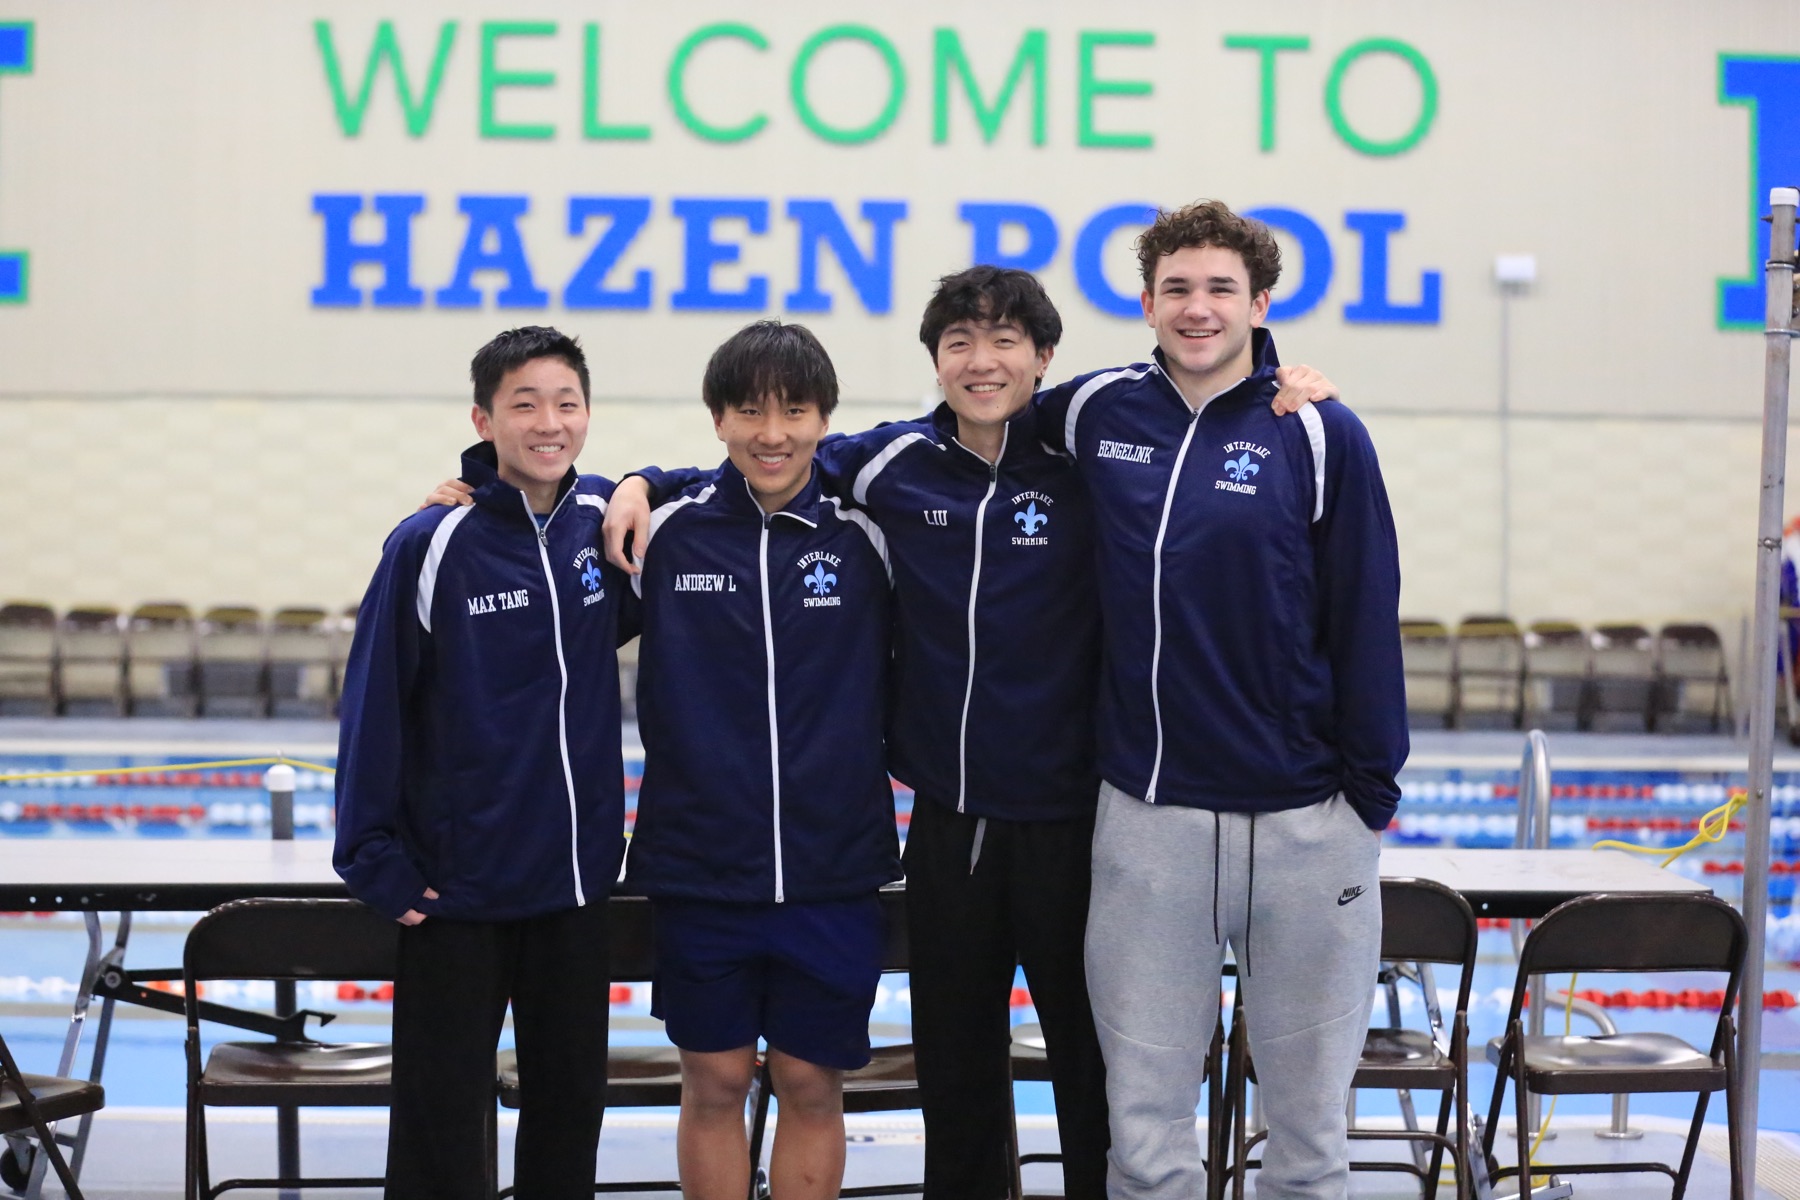 WELCOME TO
HAZEN POOL
MAX TANG
INTERLAKE
SWIMMING
ANDREW L
INTERLAKE
SWIMMING
LIU
INTERLAKE
SWIMMING
BENGELINK
INTERLAKE
SWIMMING
NIKE